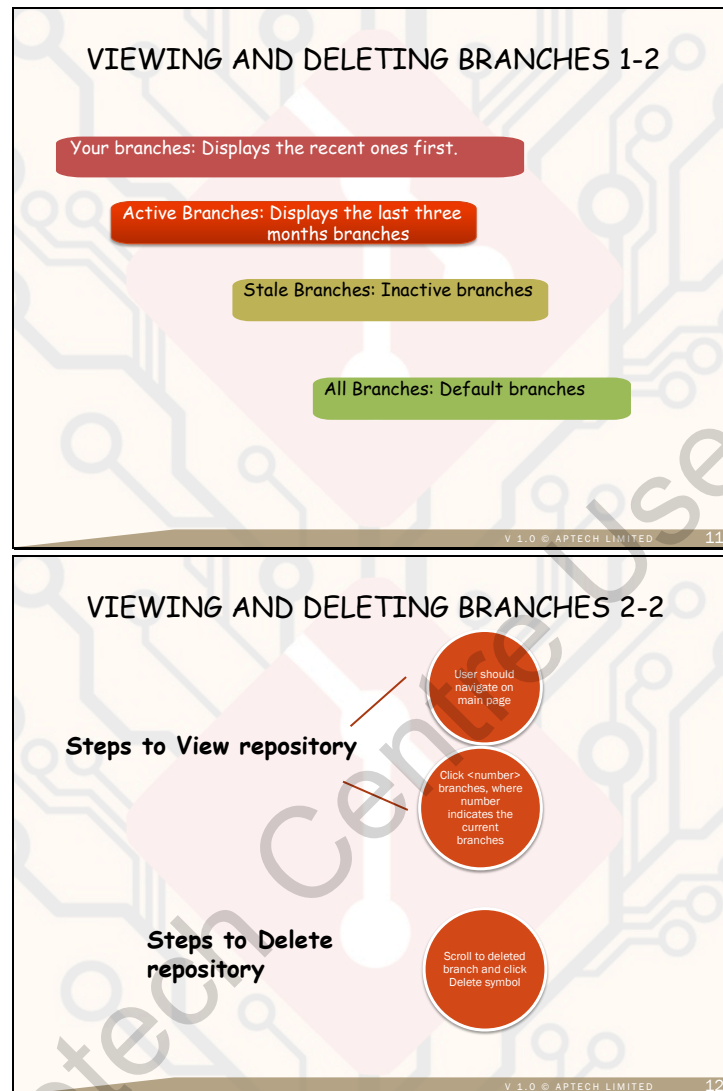 VIEWING AND DELETING BRANCHES 1-2
Your branches: Displays the recent ones first.
Active Branches: Displays the last three
months branches
Stale Branches: Inactive branches
All Branches: Default branches
V 1.0 © APTECH LIMITED 11
VIEWING AND DELETING BRANCHES 2-2
User should
navigate on
main page
Steps to View repository
Click <number>
branches, where
number
indicates the
current
branches
Steps to Delete
repository
Scroll to deleted
branch and click
Delete symbol
V 1.0 © APTECH LIMITED 12
Centre Use